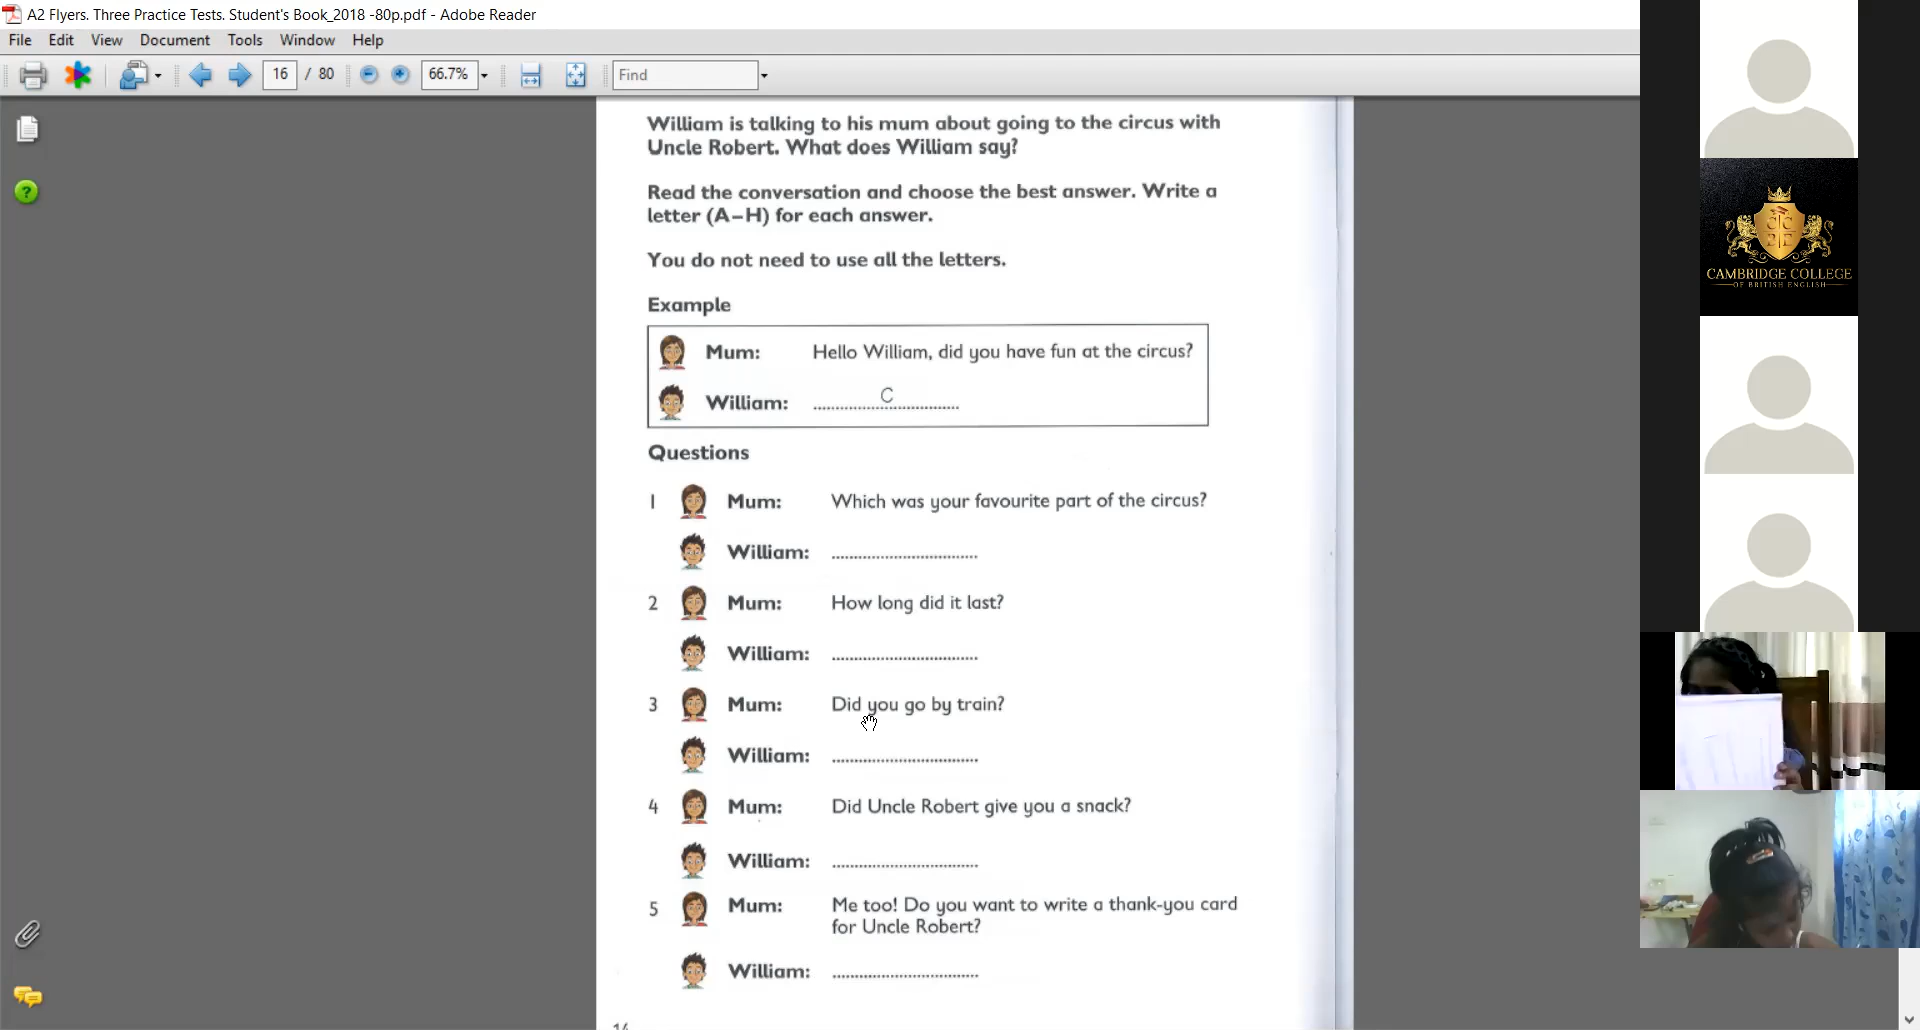 A2 Flyers. Three Practice Tests. Student's Book_2018 -80p.pdf - Adobe Reader
File Edit View Document Tools Window Help
16 / 80 66.7% Find
William is talking to his mum about going to the circus with
Uncle Robert. What does William say?
Read the conversation and choose the best answer. Write a
letter (A–H) for each answer.
You do not need to use all the letters.
Example
Mum: Hello William, did you have fun at the circus?
William: ............C............
Questions
1 Mum: Which was your favourite part of the circus?
William: .................................
2 Mum: How long did it last?
William: .................................
3 Mum: Did you go by train?
William: .................................
4 Mum: Did Uncle Robert give you a snack?
William: .................................
5 Mum: Me too! Do you want to write a thank-you card
for Uncle Robert?
William: .................................
CAMBRIDGE COLLEGE
OF BRITISH ENGLISH